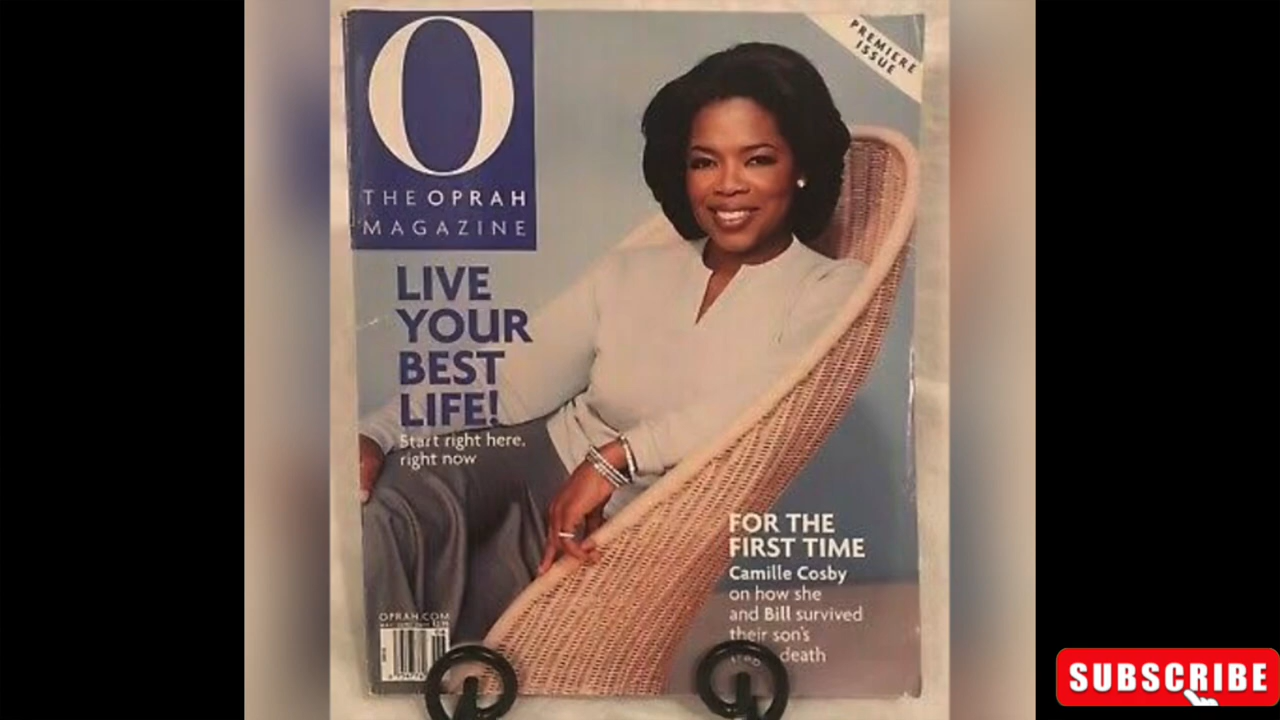 PREMIERE
ISSUE
O
THE OPRAH
MAGAZINE
LIVE
YOUR
BEST
LIFE!
Start right here,
right now
FOR THE
FIRST TIME
Camille Cosby
on how she
and Bill survived
their son's
death
OPRAH.COM
SUBSCRIBE